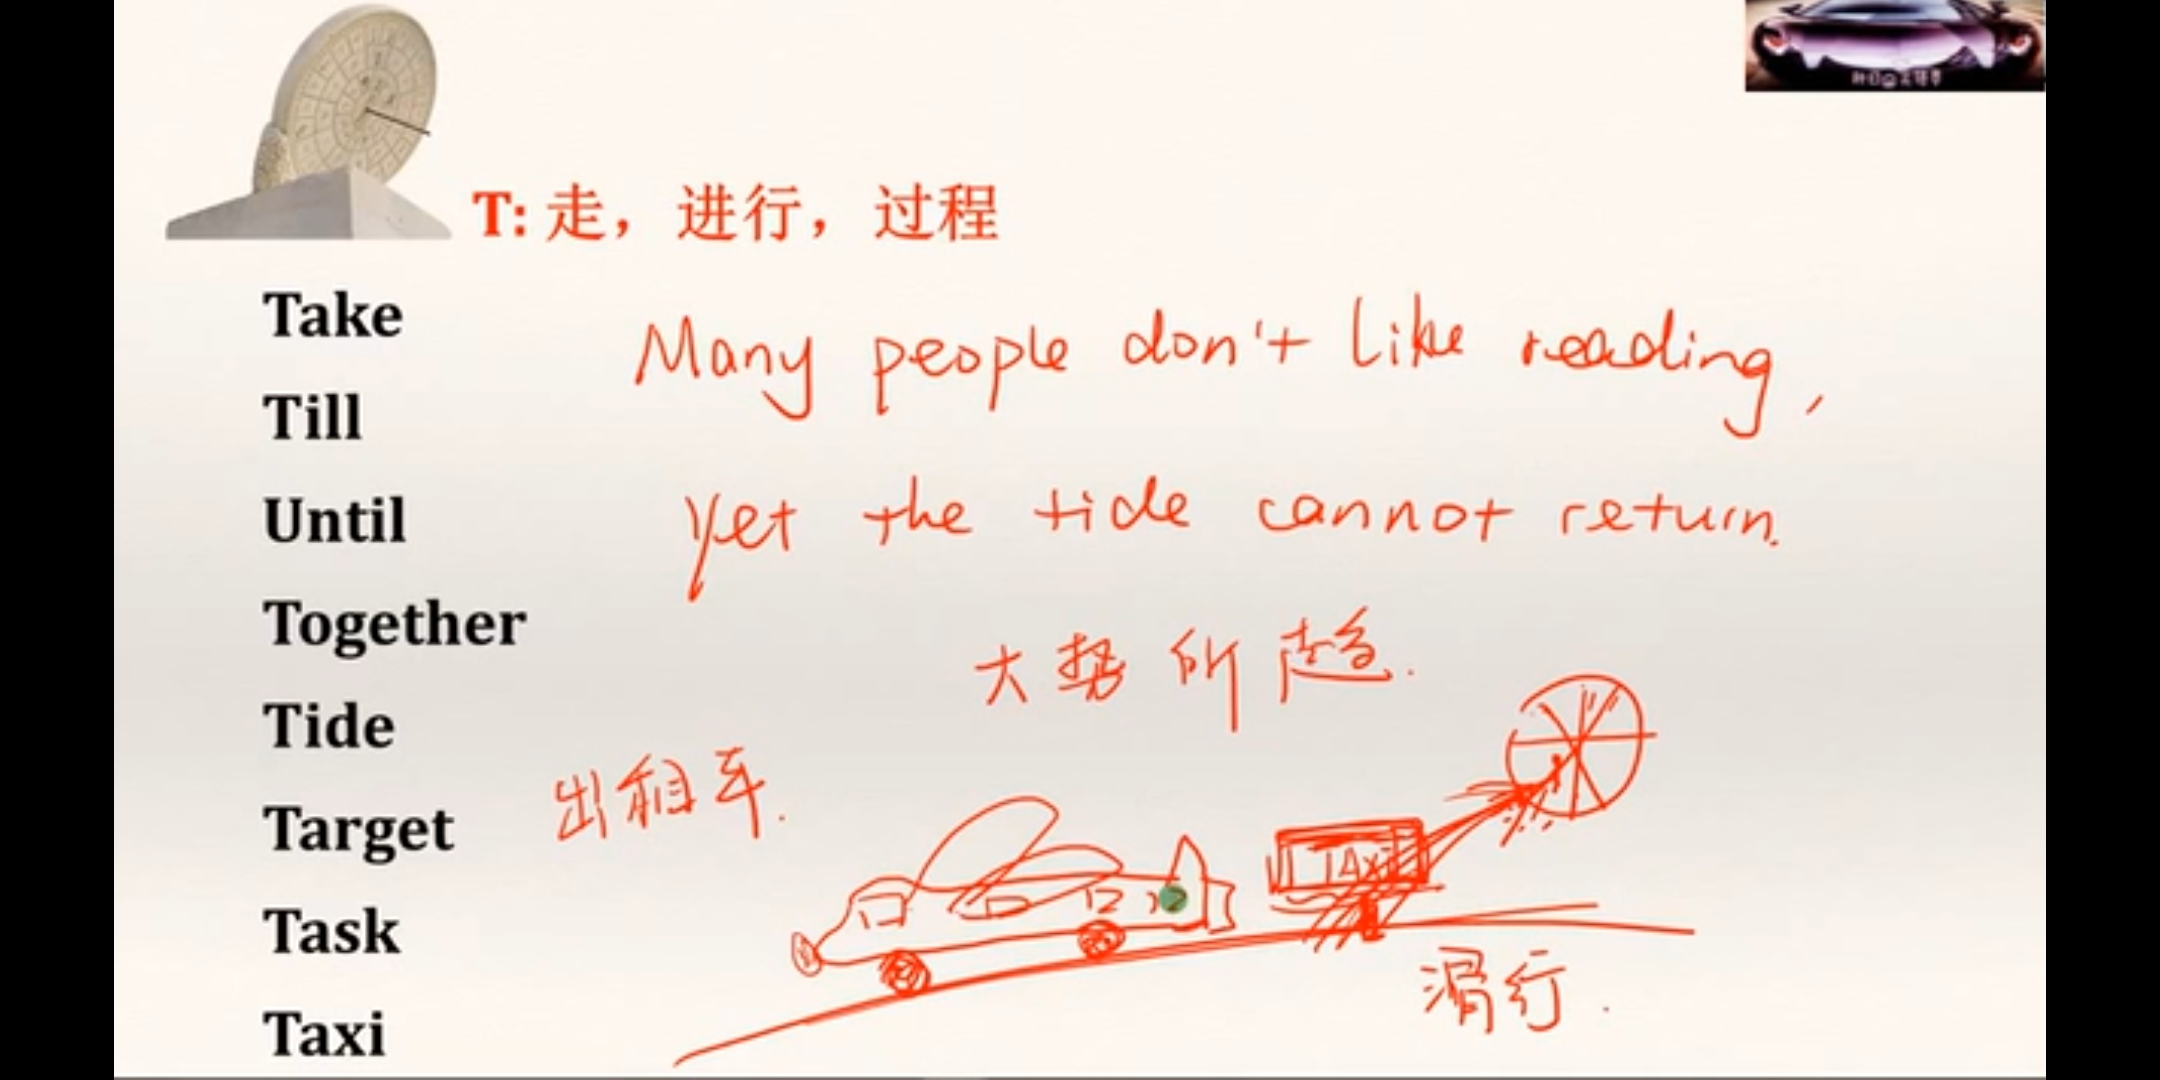 T: 走，进行，过程
Take
Many people don't like reading,
Till
Yet the tide cannot return.
Until
Together
大势所趋.
Tide
出租车.
Target
TAXi
Task
滑行.
Taxi